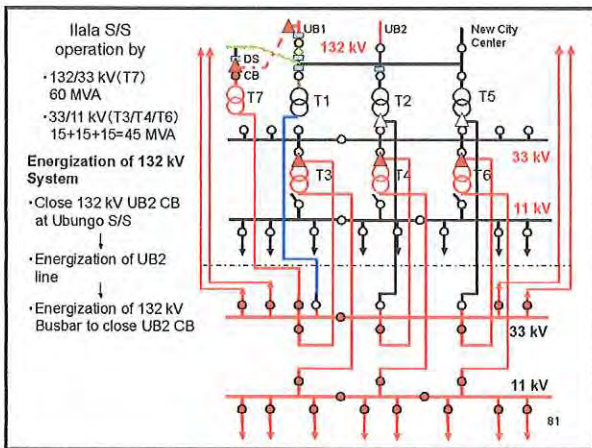 Ilala S/S
operation by
・132/33 kV(T7)
60 MVA
・33/11 kV(T3/T4/T6)
15+15+15=45 MVA
Energization of 132 kV
System
・Close 132 kV UB2 CB
at Ubungo S/S
・Energization of UB2
line
・Energization of 132 kV
Busbar to close UB2 CB
UB1
UB2
New City
Center
132 kV
DS
CB
T7
T1
T2
T5
33 kV
T3
T4
T6
11 kV
33 kV
11 kV
81